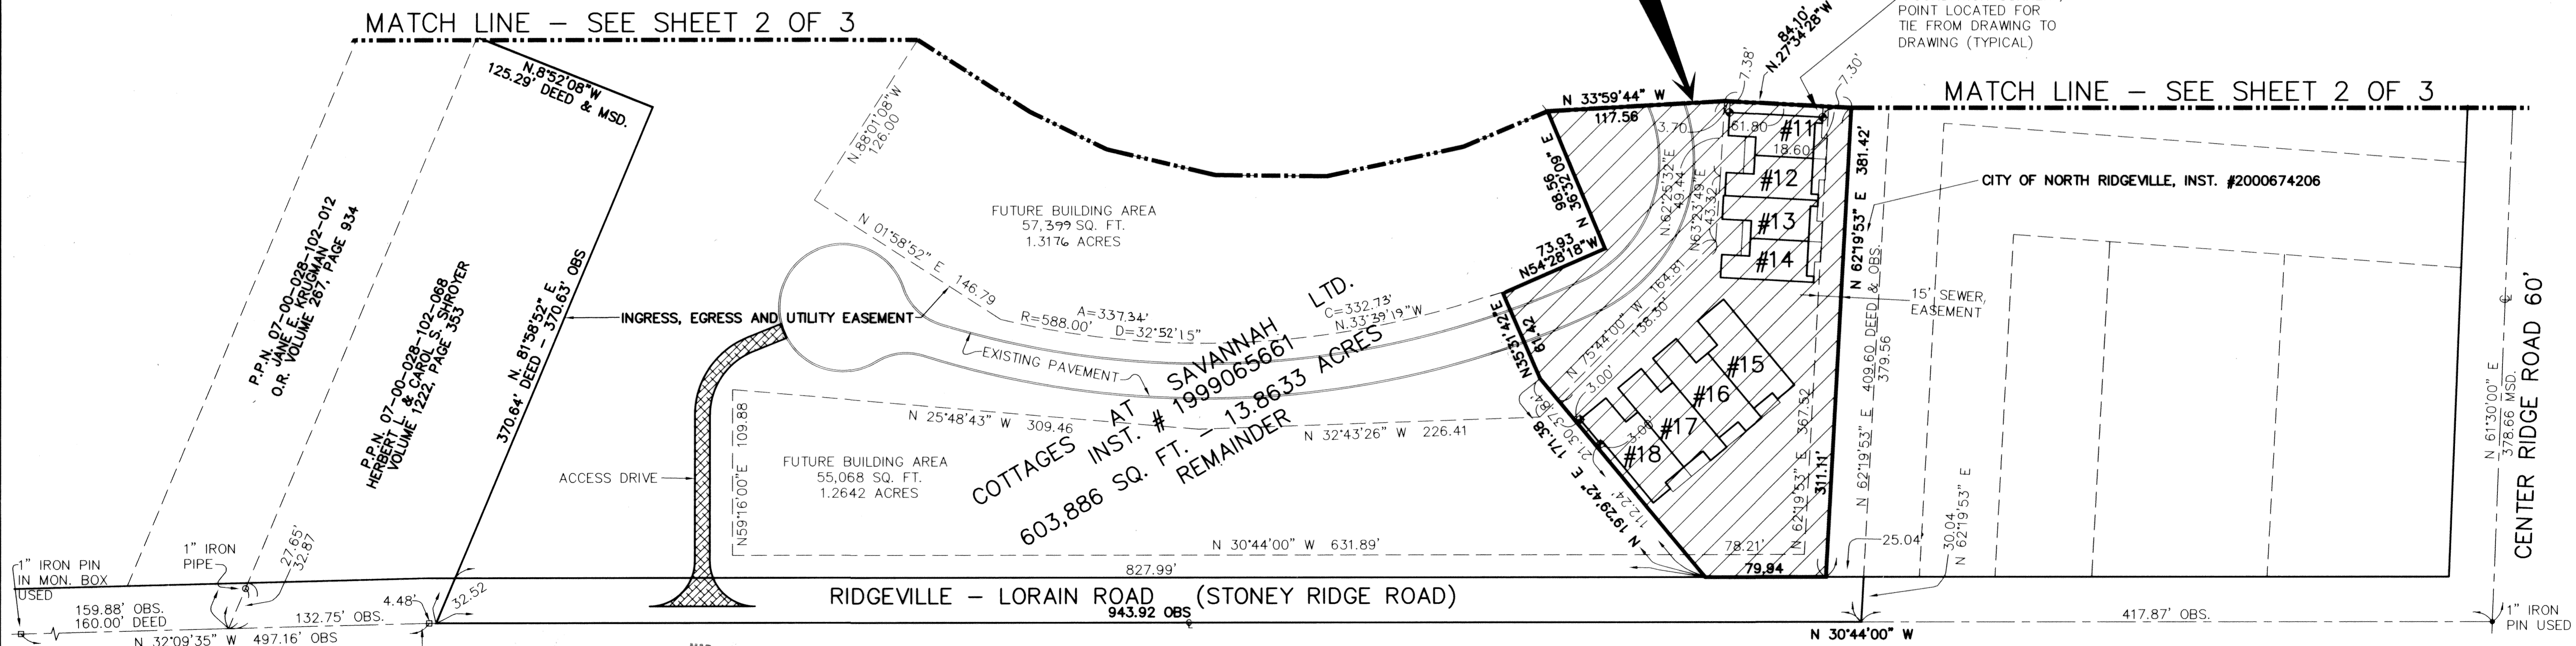 MATCH LINE – SEE SHEET 2 OF 3
N.8°52'08"W
125.29' DEED & MSD.
P.P.N. 07-00-028-102-012
JANE E. KRUGMAN
O.R. VOLUME 267, PAGE 934
P.P.N. 07-00-028-102-068
HERBERT L. & CAROL S. SHROYER
VOLUME 1222, PAGE 353
N. 81°58'52" E
370.64' DEED – 370.63' OBS
1" IRON PIN
IN MON. BOX
USED
1" IRON
PIPE
27.65'
32.87
159.88' OBS.
160.00' DEED
132.75' OBS.
4.48'
32.52
N 32°09'35" W 497.16' OBS
N.88°01'08"W
126.00
N 01°58'52" E 146.79
FUTURE BUILDING AREA
57,399 SQ. FT.
1.3176 ACRES
INGRESS, EGRESS AND UTILITY EASEMENT
A=337.34'
R=588.00' D=32°52'15"
C=332.73'
N.33°39'19"W
EXISTING PAVEMENT
COTTAGES AT SAVANNAH LTD.
INST. # 1999065661
603,886 SQ. FT. – 13.8633 ACRES
REMAINDER
N 25°48'43" W 309.46
N 32°43'26" W 226.41
N59°16'00"E 109.88
ACCESS DRIVE
FUTURE BUILDING AREA
55,068 SQ. FT.
1.2642 ACRES
N 30°44'00" W 631.89'
827.99'
RIDGEVILLE – LORAIN ROAD (STONEY RIDGE ROAD)
943.92 OBS
℄
POINT LOCATED FOR
TIE FROM DRAWING TO
DRAWING (TYPICAL)
84.10'
N.27°34'28"W
7.38'
7.30'
N 33°59'44" W
117.56
98.56
N 36°32'09" E
73.93
N54°28'18"W
N35°31'42"E
61.42
3.70
61.80
18.60
N.62°25'32"E
49.44
N63°23'49"E
43.32
N 75°44'00" W 164.81
138.30'
3.00'
37.84'
21.30
3.00'
N 19°29'42" E 171.38
112.24'
#11
#12
#13
#14
#15
#16
#17
#18
N 62°19'53" E 367.52
311.11'
78.21'
79.94
N 62°19'53" E 381.42'
N 62°19'53" E 409.60 DEED & OBS.
379.56
15' SEWER
EASEMENT
25.04'
30.04
N 62°19'53" E
N 30°44'00" W
MATCH LINE – SEE SHEET 2 OF 3
CITY OF NORTH RIDGEVILLE, INST. #2000674206
417.87' OBS.
N 61°30'00" E
378.66 MSD.
℄
CENTER RIDGE ROAD 60'
1" IRON
PIN USED